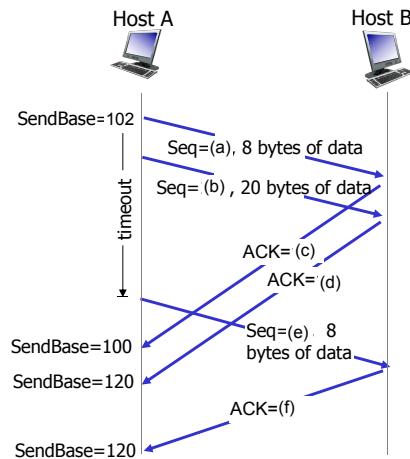 Host A
Host B
SendBase=102
Seq=(a), 8 bytes of data
Seq= (b) , 20 bytes of data
timeout
ACK= (c)
ACK= (d)
Seq=(e) . 8
bytes of data
SendBase=100
SendBase=120
ACK=(f)
SendBase=120